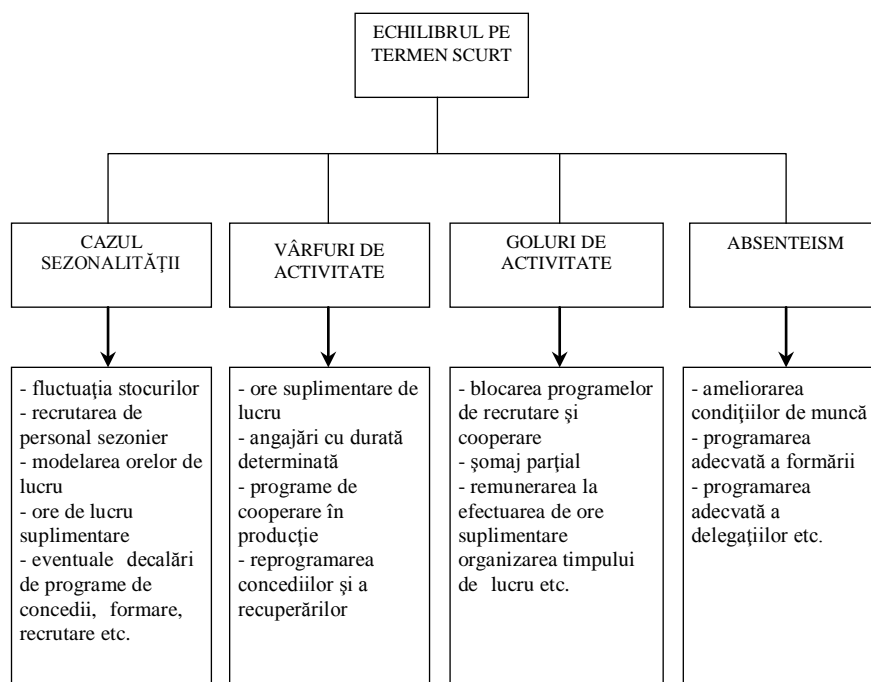 ECHILIBRUL PE
TERMEN SCURT
CAZUL
SEZONALITĂŢII
VÂRFURI DE
ACTIVITATE
GOLURI DE
ACTIVITATE
ABSENTEISM
- fluctuaţia stocurilor
- recrutarea de
personal sezonier
- modelarea orelor de
lucru
- ore de lucru
suplimentare
- eventuale decalări
de programe de
concedii, formare,
recrutare etc.
- ore suplimentare de
lucru
- angajări cu durată
determinată
- programe de
cooperare în
producţie
- reprogramarea
concediilor şi a
recuperărilor
- blocarea programelor
de recrutare şi
cooperare
- şomaj parţial
- remunerarea la
efectuarea de ore
suplimentare
organizarea timpului
de lucru etc.
- ameliorarea
condiţiilor de muncă
- programarea
adecvată a formării
- programarea
adecvată a
delegaţiilor etc.